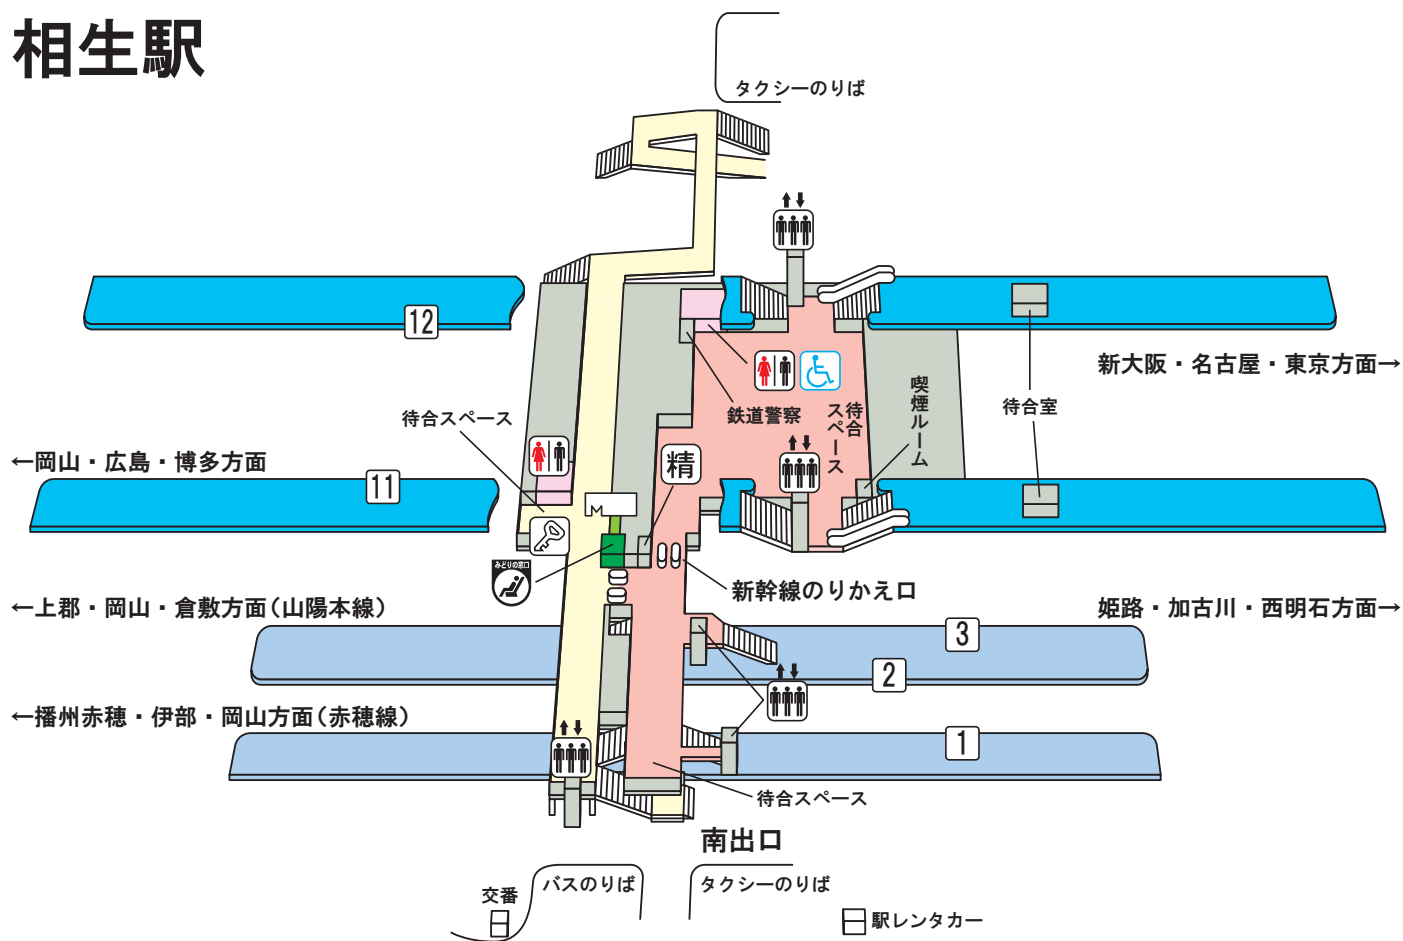 相生駅
タクシーのりば
12
新大阪・名古屋・東京方面→
待合スペース
鉄道警察
待合
スペース
喫煙ルーム
待合室
←岡山・広島・博多方面
精
11
M
みどりの窓口
新幹線のりかえ口
←上郡・岡山・倉敷方面(山陽本線)
姫路・加古川・西明石方面→
3
2
←播州赤穂・伊部・岡山方面(赤穂線)
1
待合スペース
南出口
バスのりば
タクシーのりば
交番
駅レンタカー